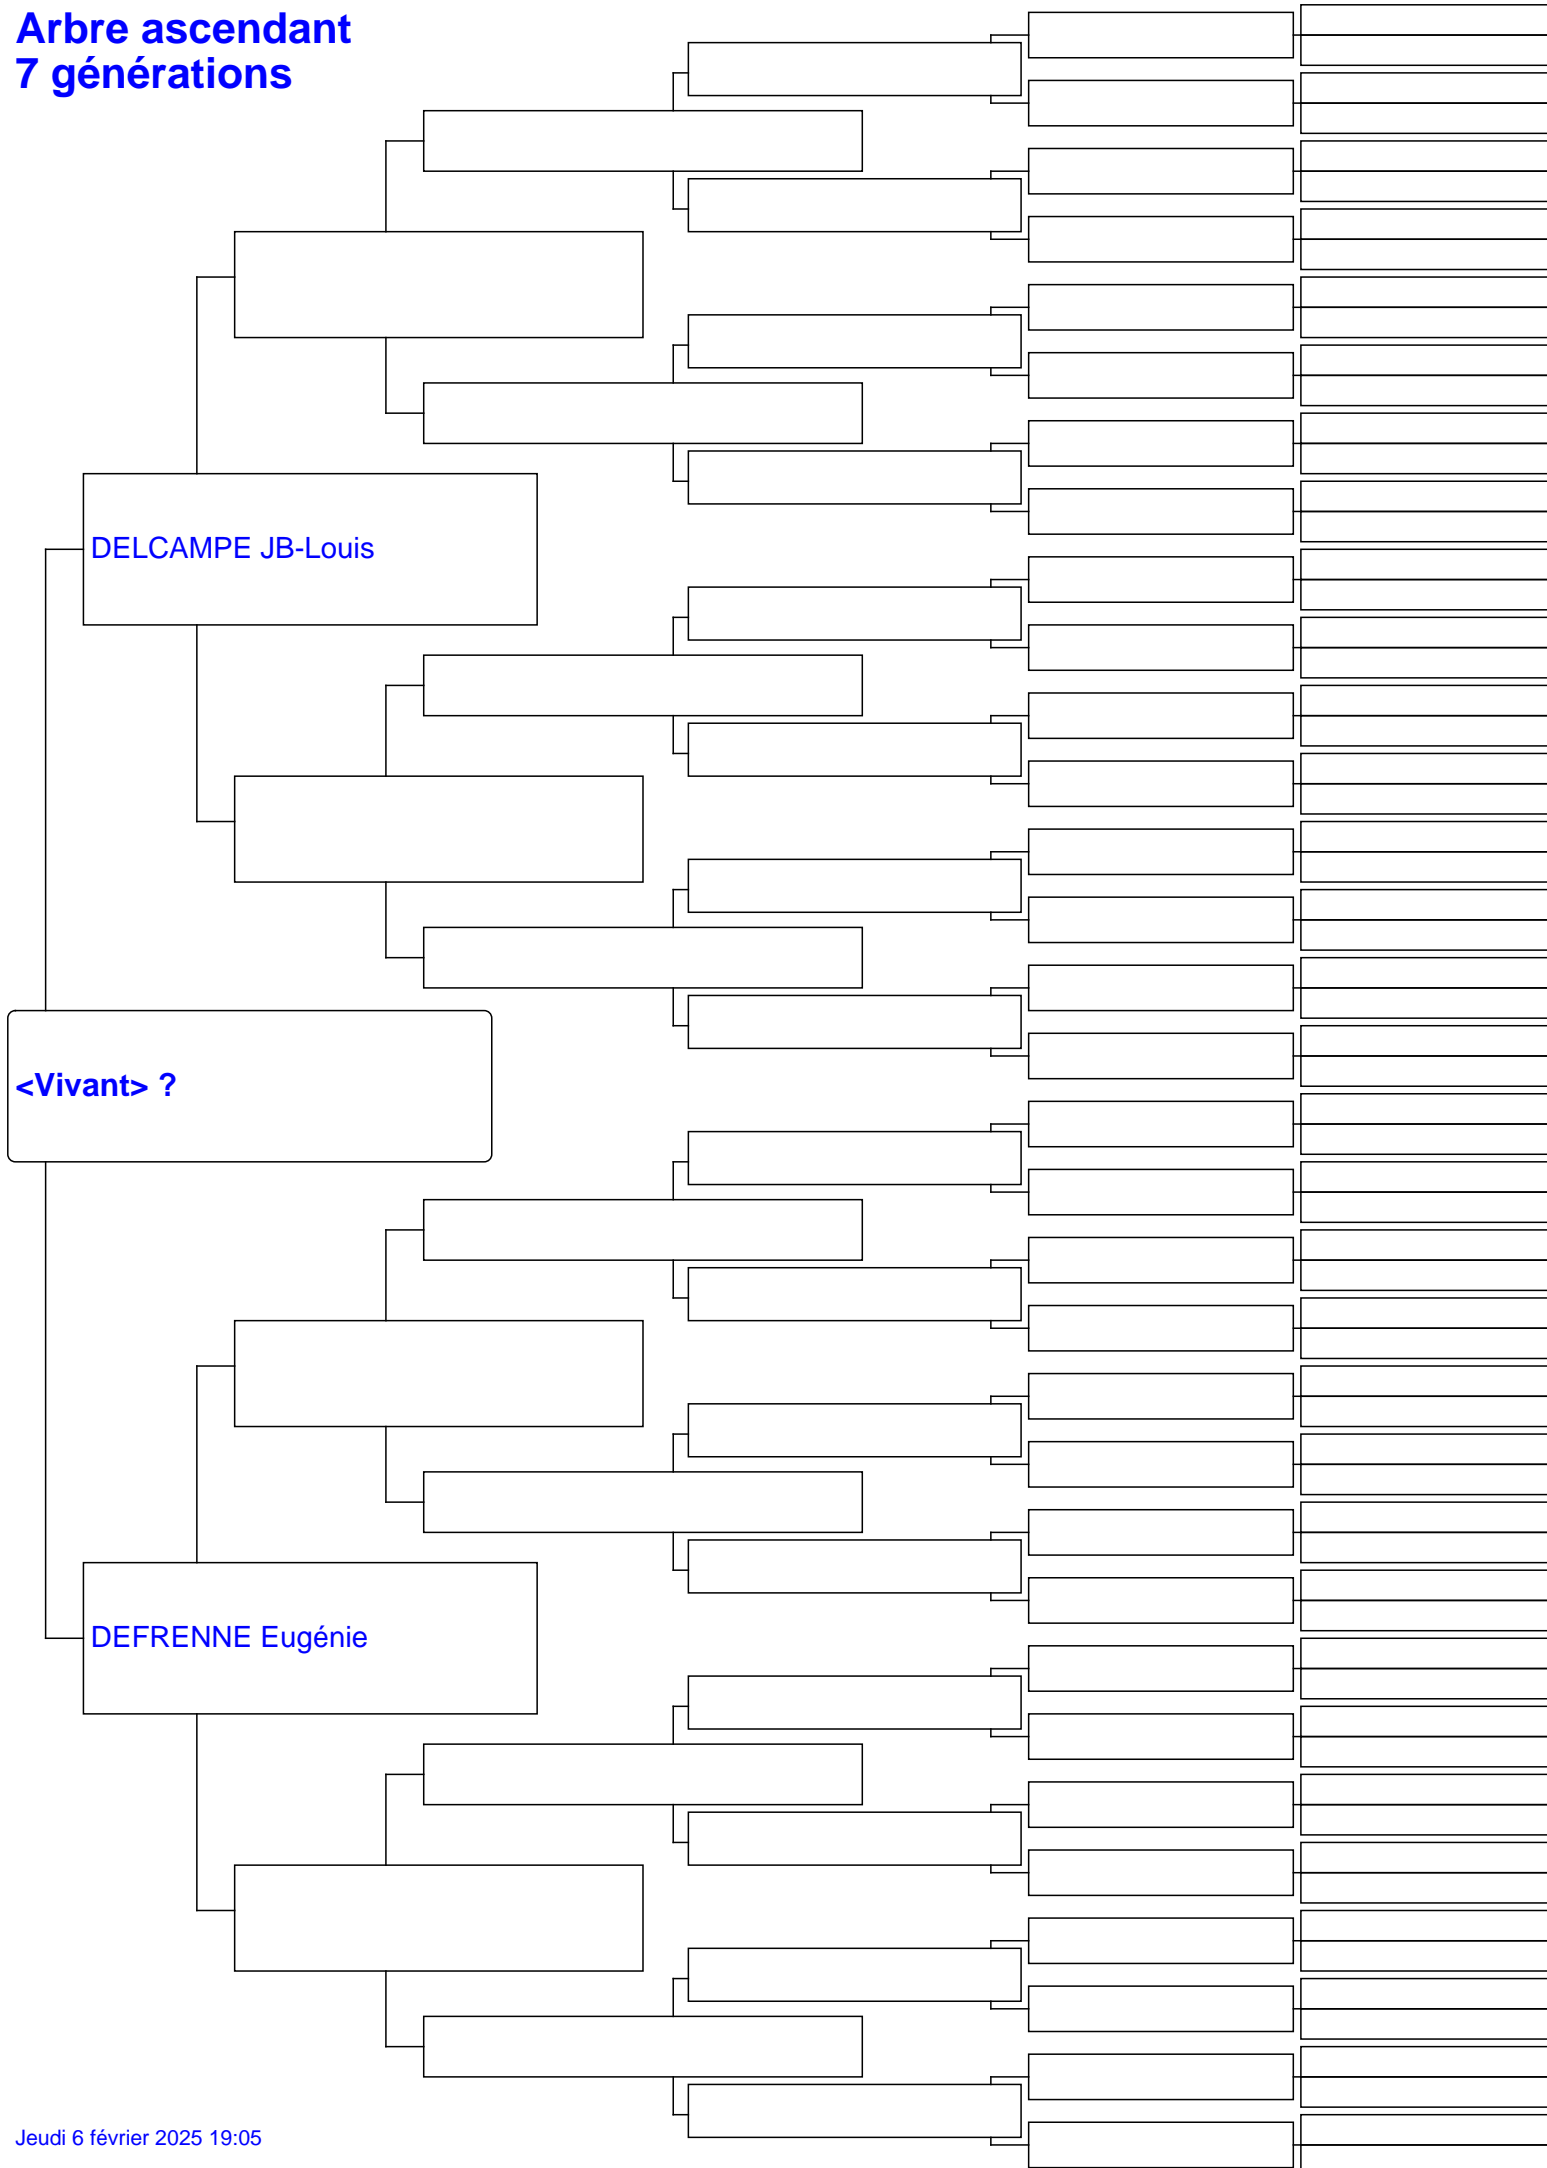 Arbre ascendant
7 générations
DELCAMPE JB-Louis
<Vivant> ?
DEFRENNE Eugénie
Jeudi 6 février 2025 19:05